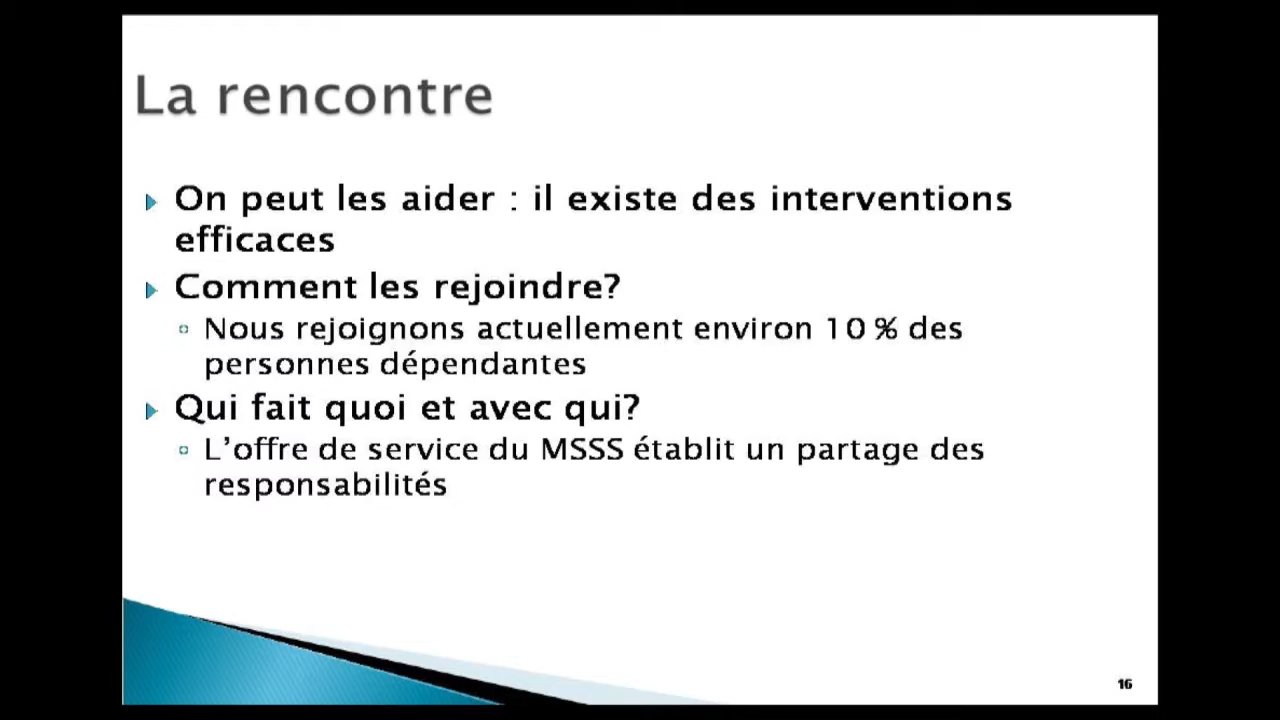 La rencontre
On peut les aider : il existe des interventions
efficaces
Comment les rejoindre?
Nous rejoignons actuellement environ 10 % des
personnes dépendantes
Qui fait quoi et avec qui?
L'offre de service du MSSS établit un partage des
responsabilités
16